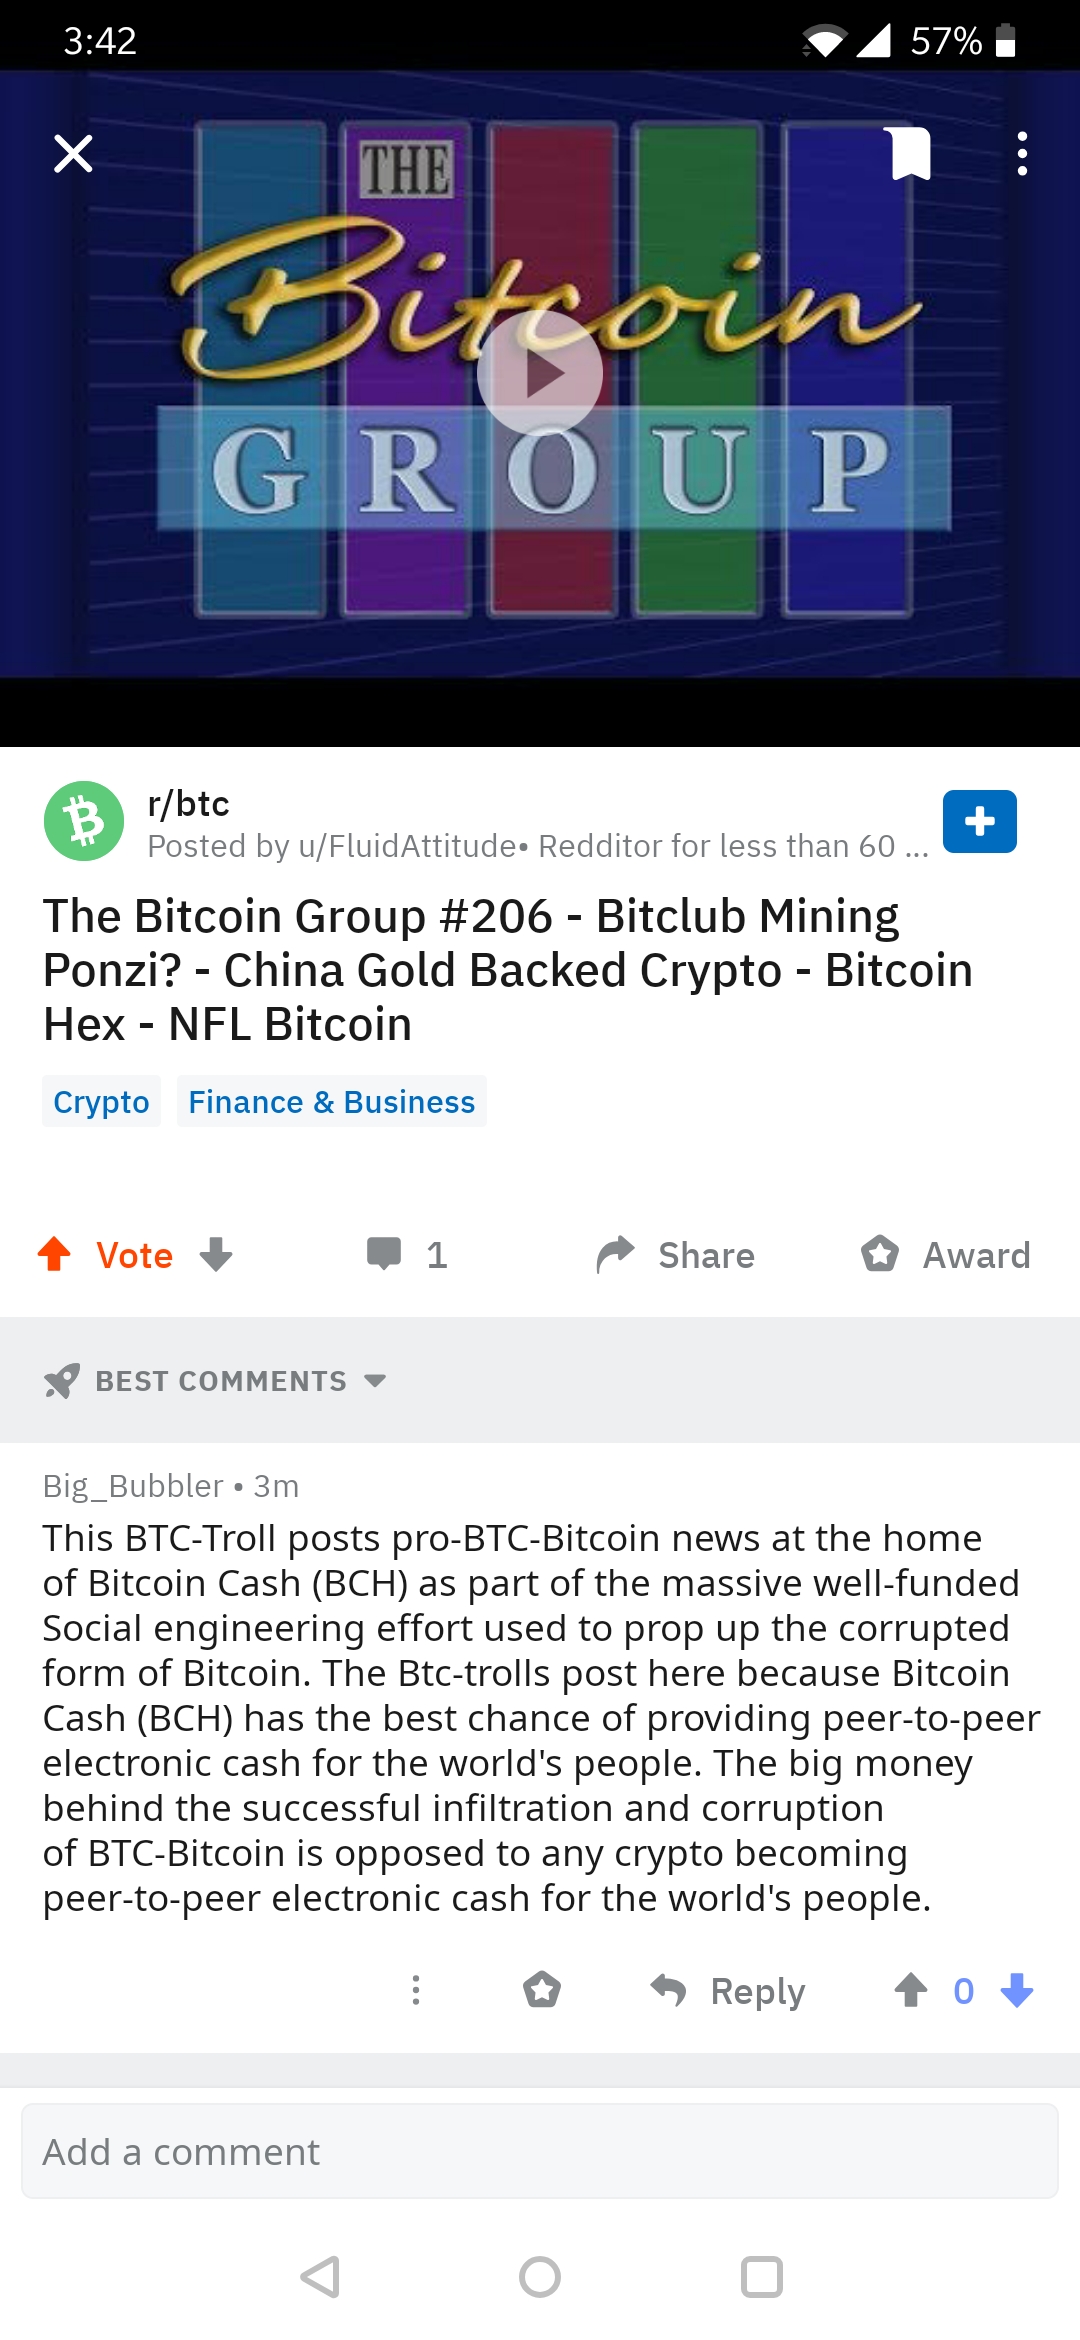 3:42
57%
THE
Bitcoin
GROUP
r/btc
Posted by u/FluidAttitude• Redditor for less than 60 ...
The Bitcoin Group #206 - Bitclub Mining
Ponzi? - China Gold Backed Crypto - Bitcoin
Hex - NFL Bitcoin
Crypto
Finance & Business
Vote
1
Share
Award
BEST COMMENTS
Big_Bubbler • 3m
This BTC-Troll posts pro-BTC-Bitcoin news at the home
of Bitcoin Cash (BCH) as part of the massive well-funded
Social engineering effort used to prop up the corrupted
form of Bitcoin. The Btc-trolls post here because Bitcoin
Cash (BCH) has the best chance of providing peer-to-peer
electronic cash for the world's people. The big money
behind the successful infiltration and corruption
of BTC-Bitcoin is opposed to any crypto becoming
peer-to-peer electronic cash for the world's people.
Reply
0
Add a comment